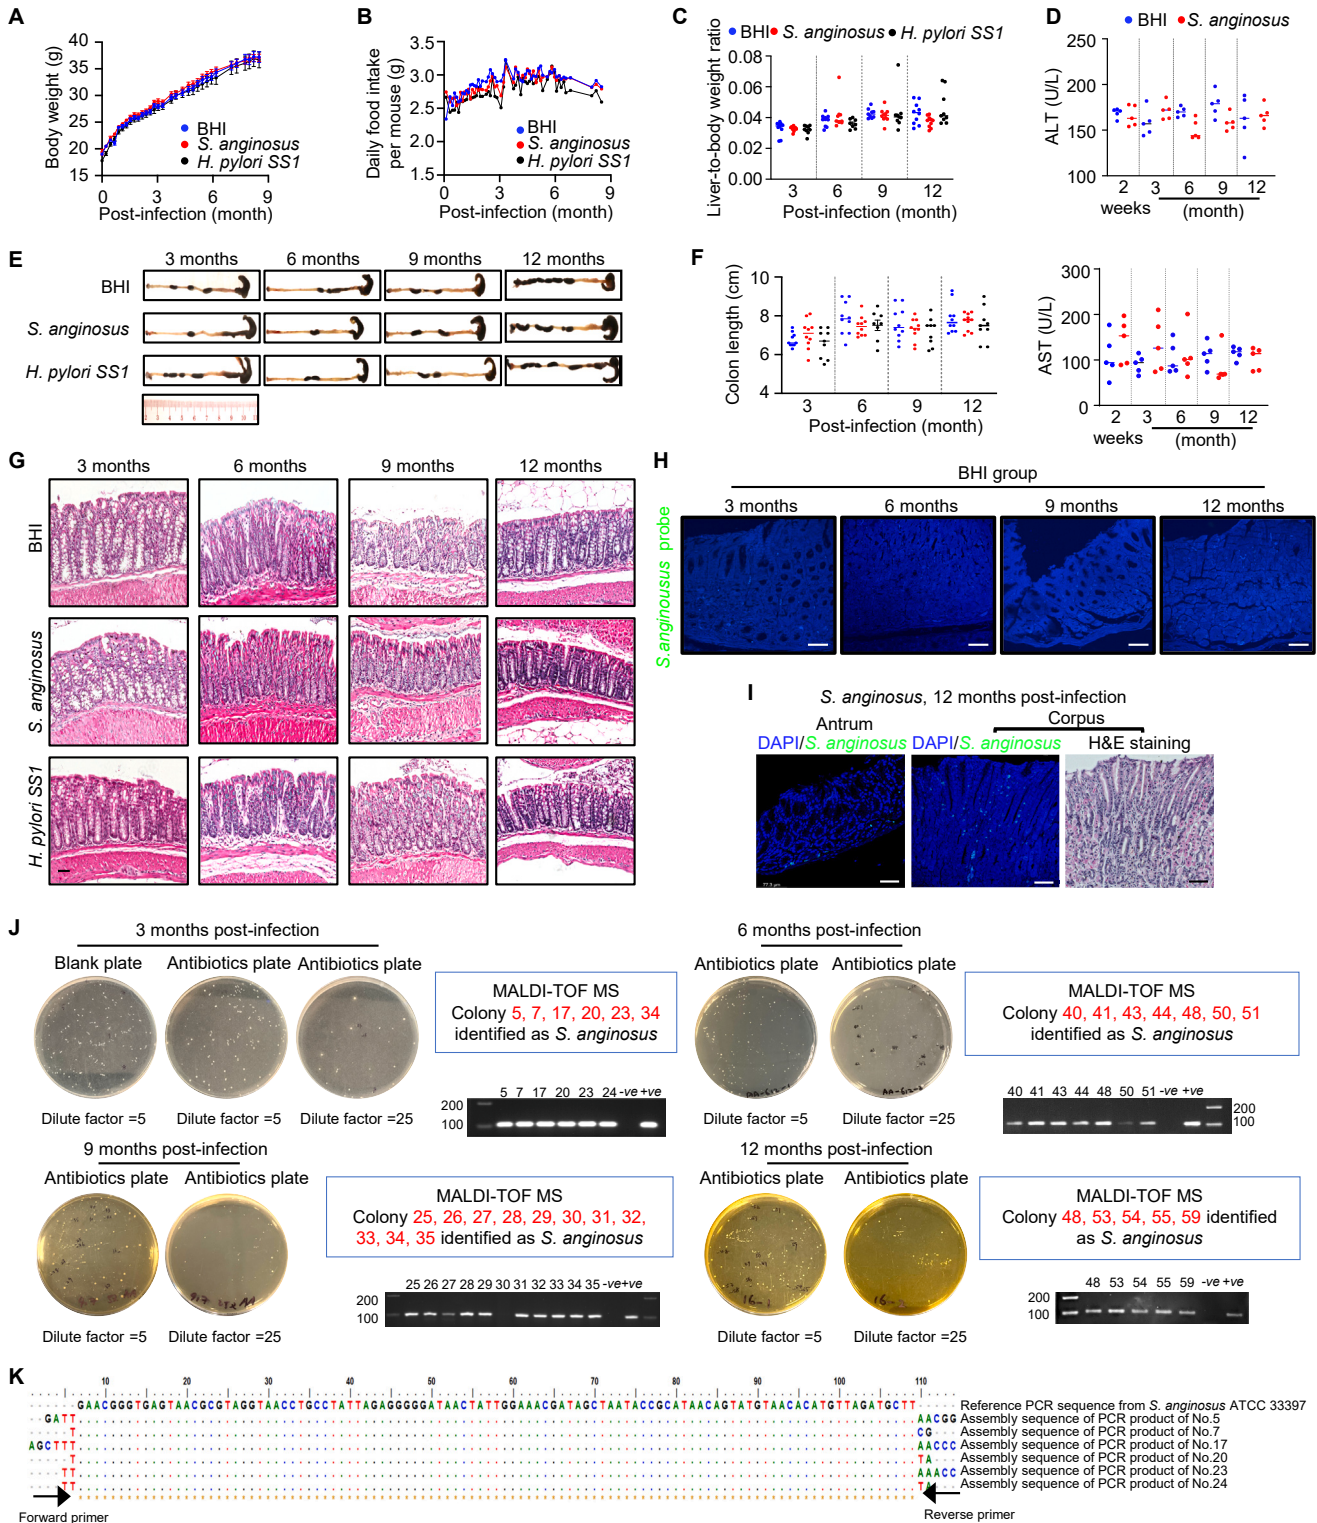 A
Body weight (g)
40
35
30
25
20
15
BHI
S. anginosus
H. pylori SS1
0
3
6
9
Post-infection (month)
B
Daily food intake
per mouse (g)
3.5
3.0
2.5
2.0
1.5
BHI
S. anginosus
H. pylori SS1
0
3
6
9
Post-infection (month)
C
BHI S. anginosus H. pylori SS1
Liver-to-body weight ratio
0.08
0.06
0.04
0.02
0.00
3
6
9
12
Post-infection (month)
D
BHI S. anginosus
ALT (U/L)
250
200
150
100
2
3
6
9
12
weeks
(month)
E
3 months
6 months
9 months
12 months
BHI
S. anginosus
H. pylori SS1
F
Colon length (cm)
10
8
6
4
3
6
9
12
Post-infection (month)
AST (U/L)
300
200
100
0
2
3
6
9
12
weeks
(month)
G
3 months
6 months
9 months
12 months
BHI
S. anginosus
H. pylori SS1
H
BHI group
3 months
6 months
9 months
12 months
S.anginousus probe
I
S. anginosus, 12 months post-infection
Antrum
Corpus
DAPI/S. anginosus
DAPI/S. anginosus
H&E staining
77.3 µm
J
3 months post-infection
Blank plate
Antibiotics plate
Antibiotics plate
Dilute factor =5
Dilute factor =5
Dilute factor =25
MALDI-TOF MS
Colony 5, 7, 17, 20, 23, 34
identified as S. anginosus
5 7 17 20 23 24 -ve +ve
200
100
6 months post-infection
Antibiotics plate
Antibiotics plate
Dilute factor =5
Dilute factor =25
MALDI-TOF MS
Colony 40, 41, 43, 44, 48, 50, 51
identified as S. anginosus
40 41 43 44 48 50 51 -ve +ve
200
100
9 months post-infection
Antibiotics plate
Antibiotics plate
Dilute factor =5
Dilute factor =25
MALDI-TOF MS
Colony 25, 26, 27, 28, 29, 30, 31, 32,
33, 34, 35 identified as S. anginosus
25 26 27 28 29 30 31 32 33 34 35 -ve +ve
200
100
12 months post-infection
Antibiotics plate
Antibiotics plate
Dilute factor =5
Dilute factor =25
MALDI-TOF MS
Colony 48, 53, 54, 55, 59 identified
as S. anginosus
48 53 54 55 59 -ve +ve
200
100
K
10 20 30 40 50 60 70 80 90 100 110
GAACGGGTGAGTAACGCGTAGGTAACCTGCCTATTAGAGGGGGATAACTATTGGAAACGATAGCTAATACCGCATAACAGTATGTAACACATGTTAGATGCTT Reference PCR sequence from S. anginosus ATCC 33397
GATT AACGG Assembly sequence of PCR product of No.5
T CG Assembly sequence of PCR product of No.7
AGCTTT AACCC Assembly sequence of PCR product of No.17
T TA Assembly sequence of PCR product of No.20
TT AAACC Assembly sequence of PCR product of No.23
TT TA Assembly sequence of PCR product of No.24
Forward primer
Reverse primer